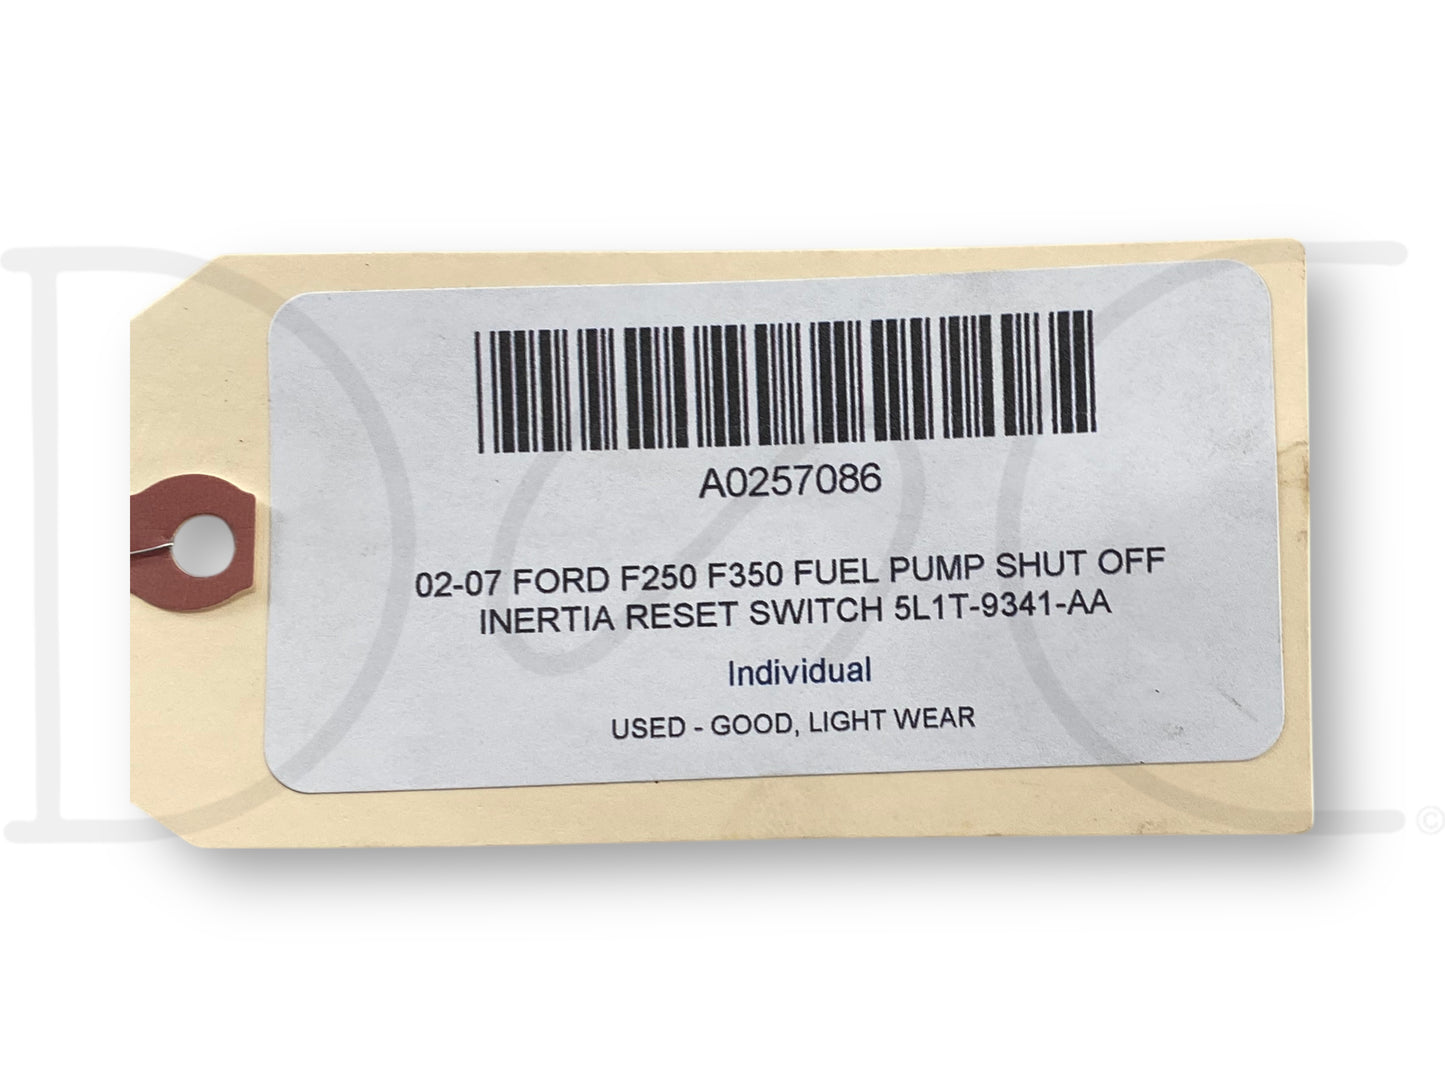 A0257086
02-07 FORD F250 F350 FUEL PUMP SHUT OFF
INERTIA RESET SWITCH 5L1T-9341-AA
Individual
USED - GOOD, LIGHT WEAR
©